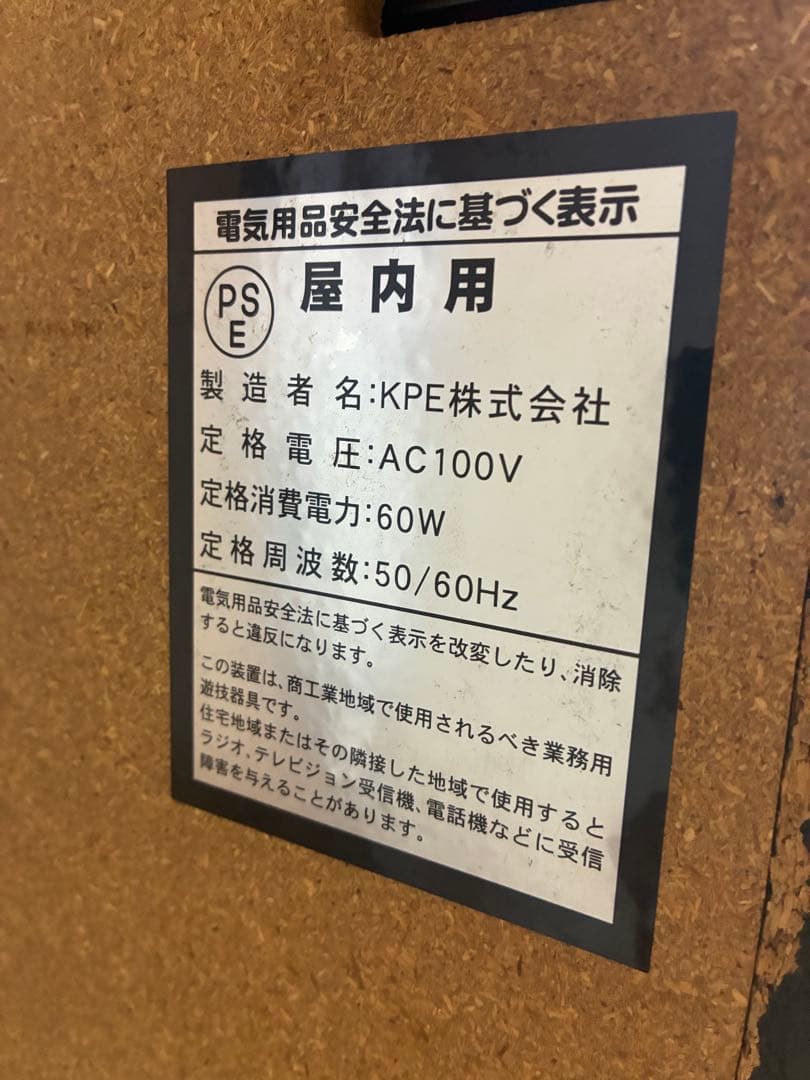 電気用品安全法に基づく表示
PS
E
屋内用
製造者名:KPE株式会社
定格電圧:AC100V
定格消費電力:60W
定格周波数:50/60Hz
電気用品安全法に基づく表示を改変したり、消除
すると違反になります。
この装置は、商工業地域で使用されるべき業務用
遊技器具です。
住宅地域またはその隣接した地域で使用すると
ラジオ、テレビジョン受信機、電話機などに受信
障害を与えることがあります。